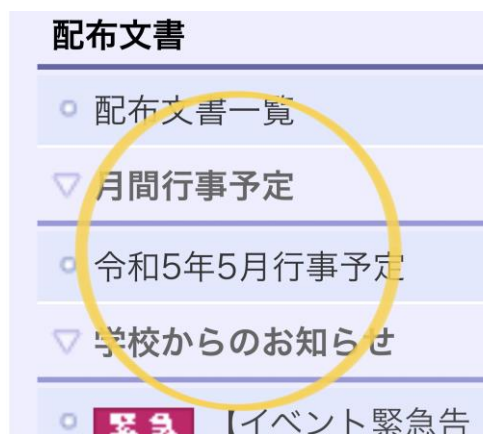 配布文書
配布文書一覧
月間行事予定
令和5年5月行事予定
学校からのお知らせ
緊急 【イベント緊急告